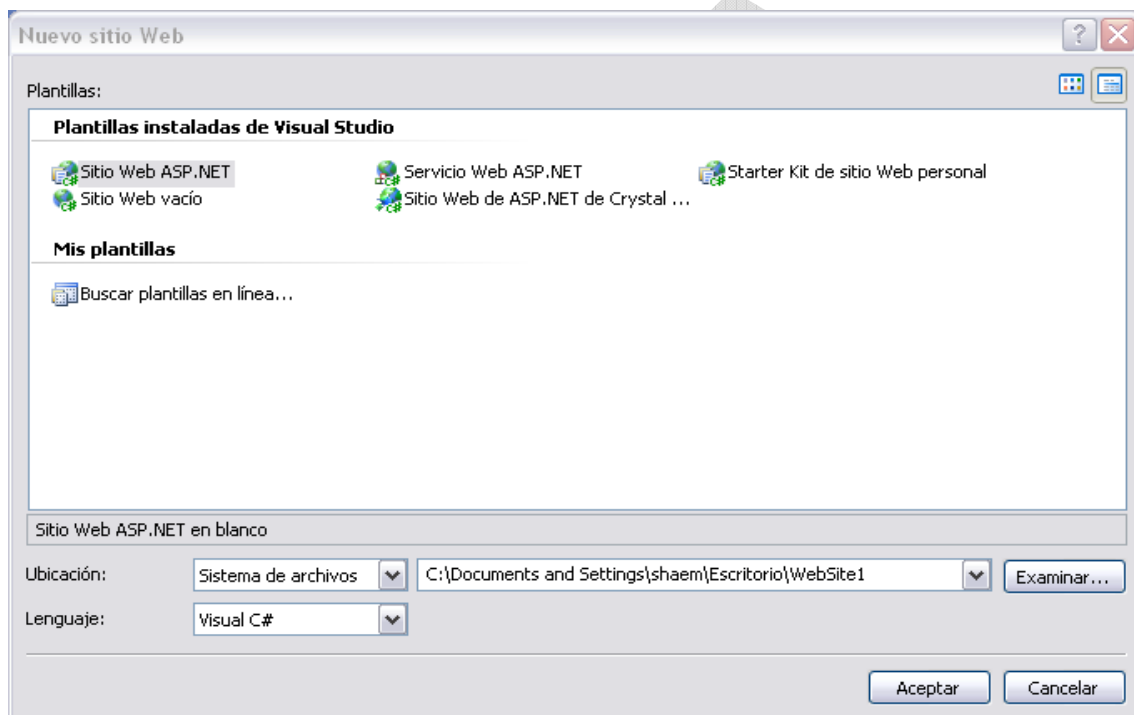 Nuevo sitio Web
Plantillas:
Plantillas instaladas de Visual Studio
Sitio Web ASP.NET
Servicio Web ASP.NET
Starter Kit de sitio Web personal
Sitio Web vacío
Sitio Web de ASP.NET de Crystal ...
Mis plantillas
Buscar plantillas en línea...
Sitio Web ASP.NET en blanco
Ubicación:
Sistema de archivos
C:\Documents and Settings\shaem\Escritorio\WebSite1
Examinar...
Lenguaje:
Visual C#
Aceptar
Cancelar